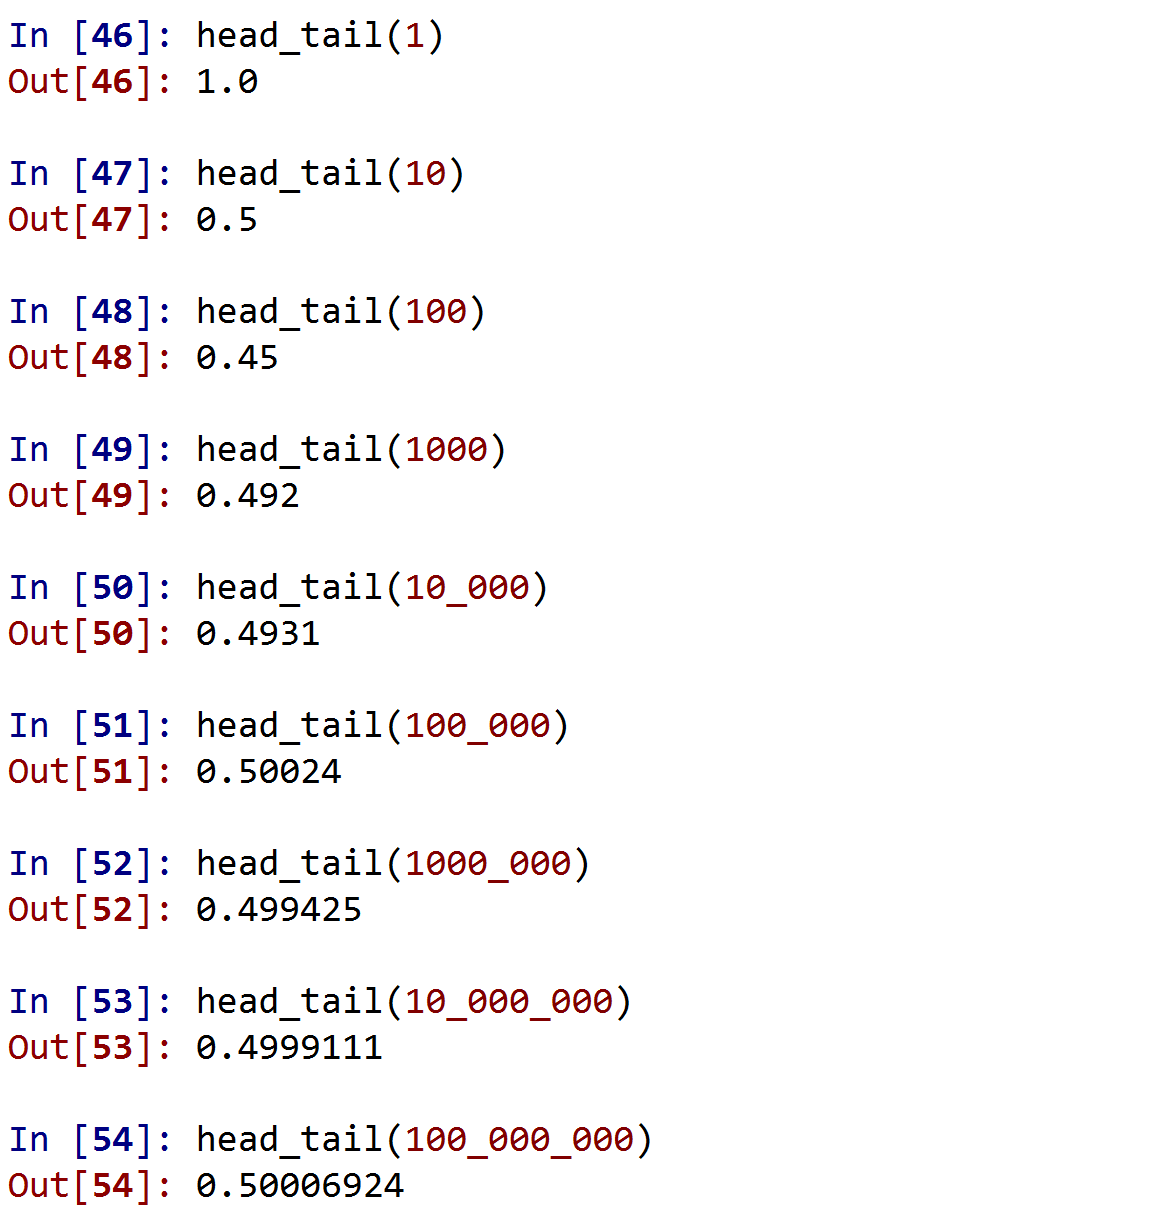 In [46]: head_tail(1)
Out[46]: 1.0
In [47]: head_tail(10)
Out[47]: 0.5
In [48]: head_tail(100)
Out[48]: 0.45
In [49]: head_tail(1000)
Out[49]: 0.492
In [50]: head_tail(10_000)
Out[50]: 0.4931
In [51]: head_tail(100_000)
Out[51]: 0.50024
In [52]: head_tail(1000_000)
Out[52]: 0.499425
In [53]: head_tail(10_000_000)
Out[53]: 0.4999111
In [54]: head_tail(100_000_000)
Out[54]: 0.50006924